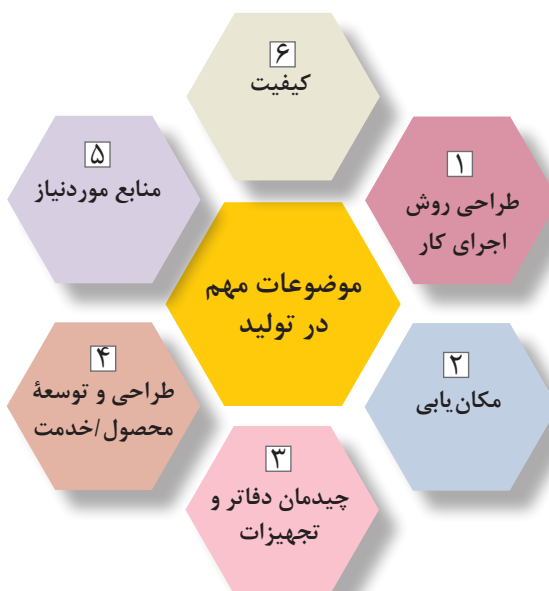 موضوعات مهم
در تولید
۱
طراحی روش
اجرای کار
۲
مکان‌یابی
۳
چیدمان دفاتر و
تجهیزات
۴
طراحی و توسعهٔ
محصول/خدمت
۵
منابع موردنیاز
۶
کیفیت